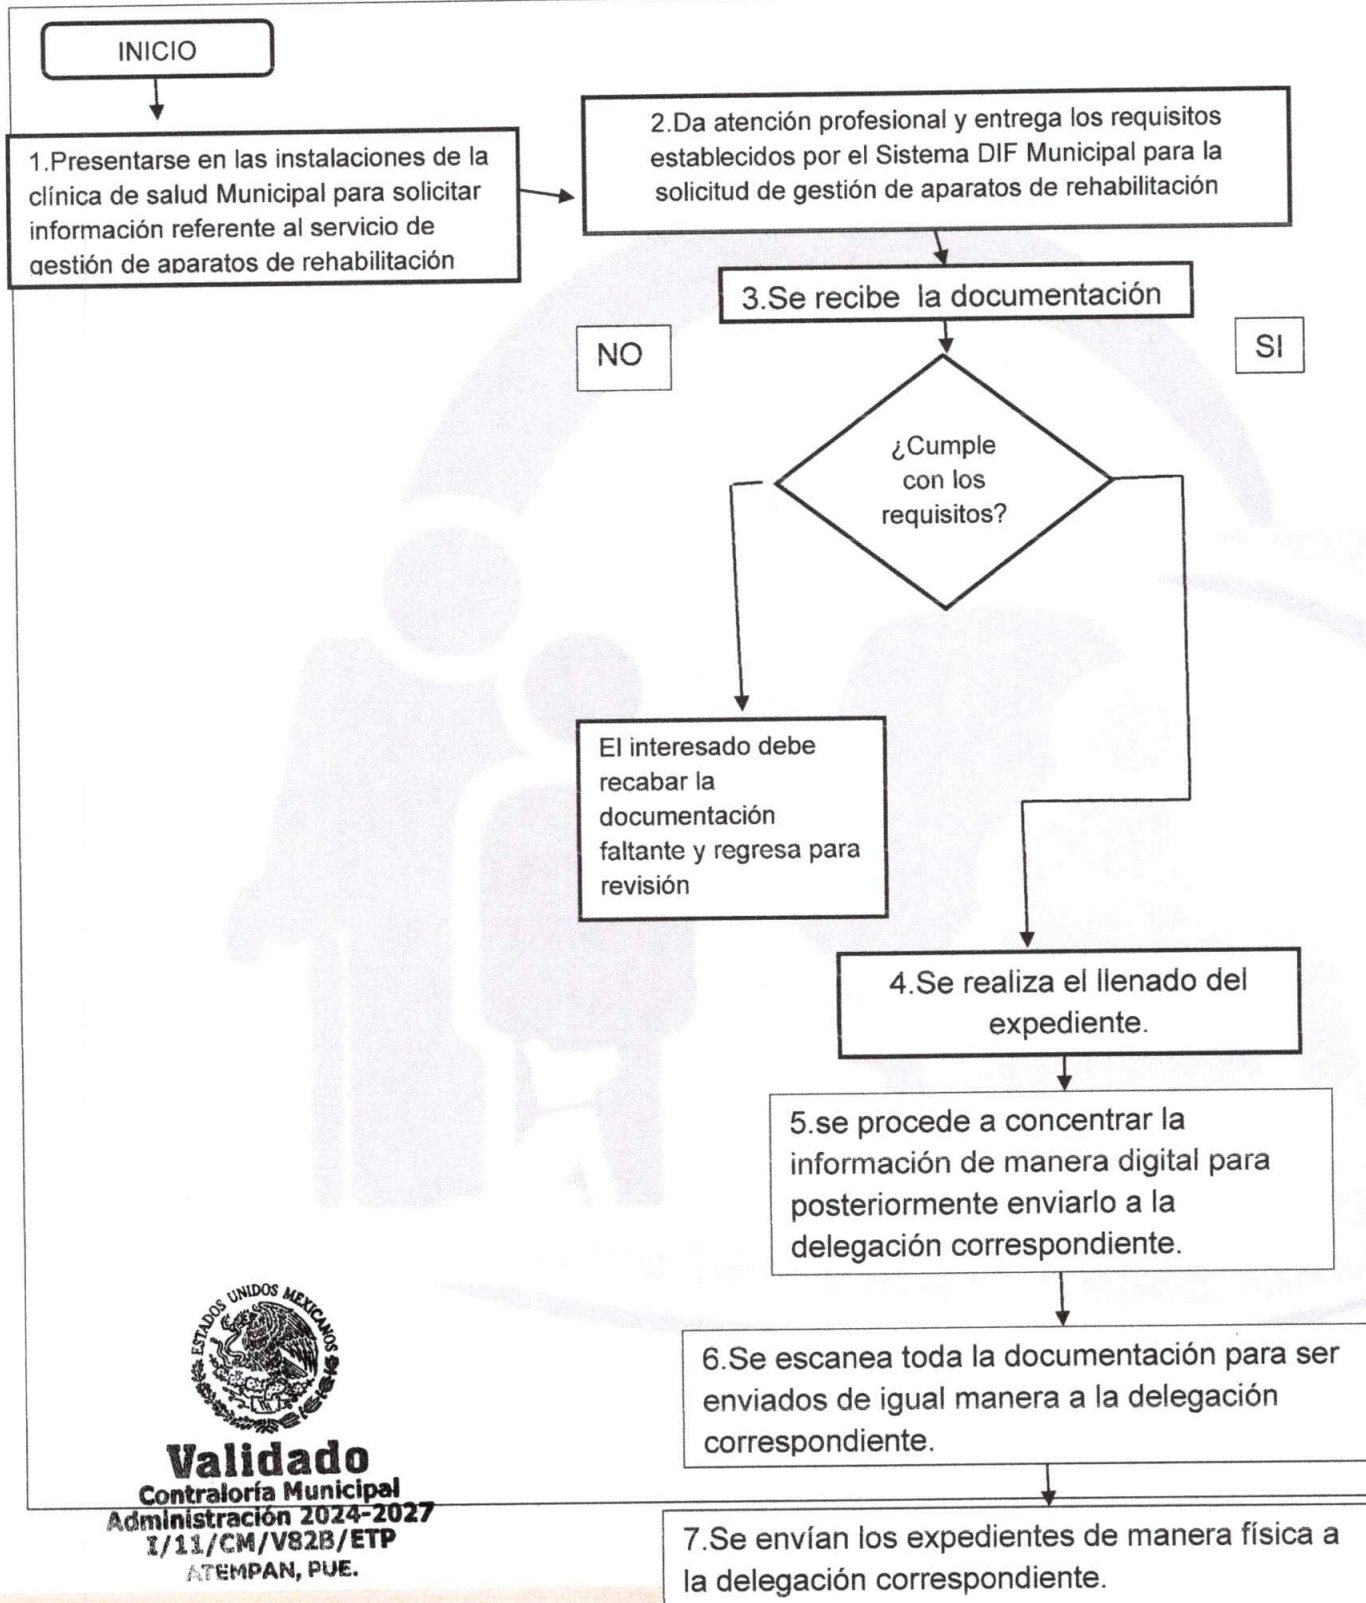 INICIO
1.Presentarse en las instalaciones de la
clínica de salud Municipal para solicitar
información referente al servicio de
gestión de aparatos de rehabilitación
2.Da atención profesional y entrega los requisitos
establecidos por el Sistema DIF Municipal para la
solicitud de gestión de aparatos de rehabilitación
3.Se recibe la documentación
NO
SI
¿Cumple
con los
requisitos?
El interesado debe
recabar la
documentación
faltante y regresa para
revisión
4.Se realiza el llenado del
expediente.
5.se procede a concentrar la
información de manera digital para
posteriormente enviarlo a la
delegación correspondiente.
6.Se escanea toda la documentación para ser
enviados de igual manera a la delegación
correspondiente.
7.Se envían los expedientes de manera física a
la delegación correspondiente.
ESTADOS UNIDOS MEXICANOS
Validado
Contraloría Municipal
Administración 2024-2027
I/11/CM/V82B/ETP
ATEMPAN, PUE.